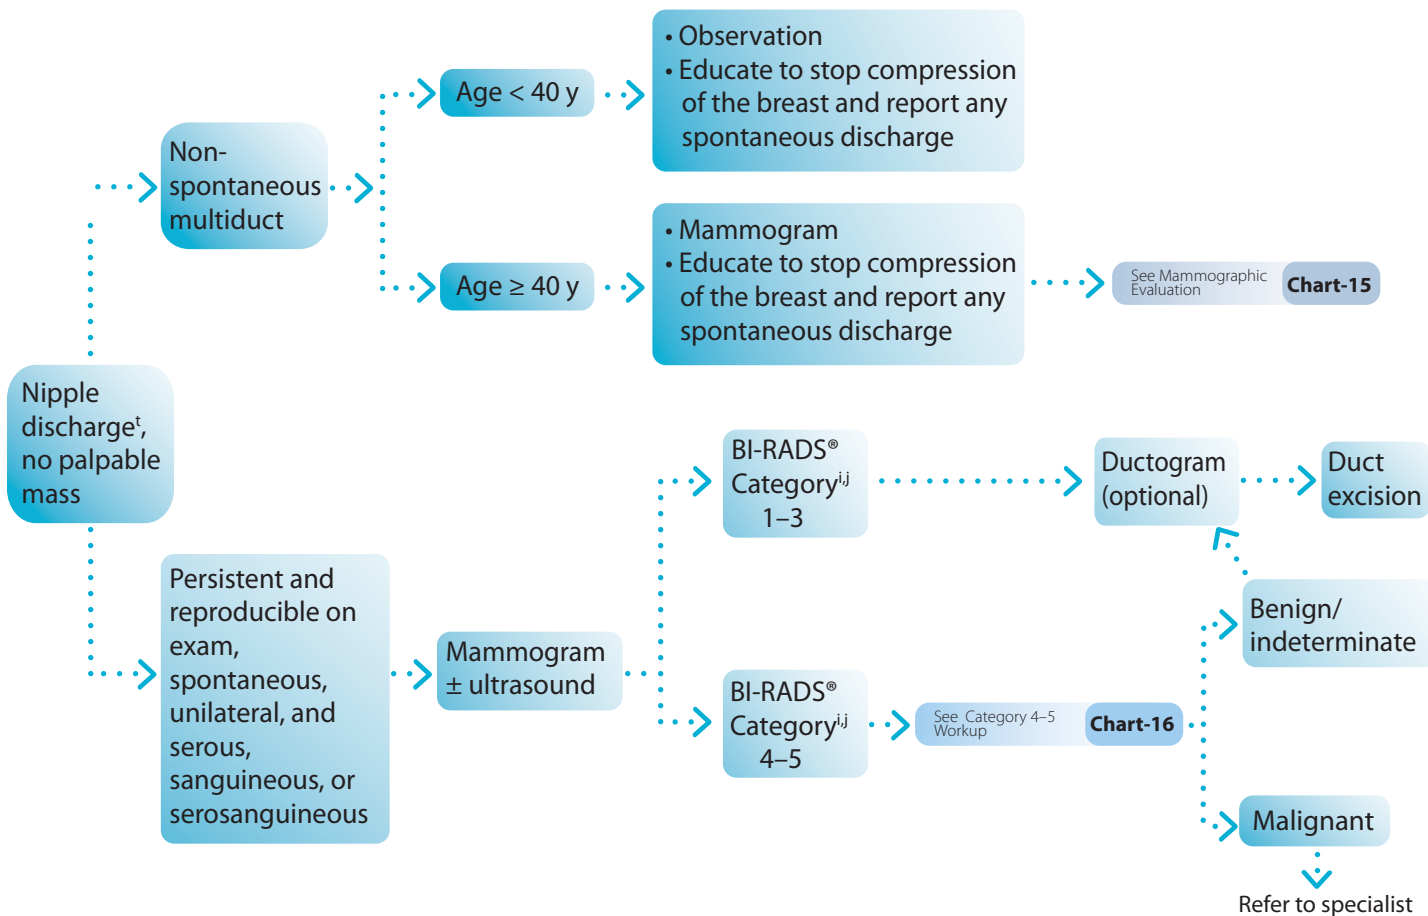 • Observation
• Educate to stop compression
of the breast and report any
spontaneous discharge
Age < 40 y
Non-
spontaneous
multiduct
• Mammogram
• Educate to stop compression
of the breast and report any
spontaneous discharge
Age ≥ 40 y
See Mammographic
Evaluation
Chart-15
Nipple
dischargeᵗ,
no palpable
mass
BI-RADS®
Categoryⁱ,ʲ
1–3
Ductogram
(optional)
Duct
excision
Persistent and
reproducible on
exam,
spontaneous,
unilateral, and
serous,
sanguineous, or
serosanguineous
Mammogram
± ultrasound
BI-RADS®
Categoryⁱ,ʲ
4–5
See Category 4–5
Workup
Chart-16
Benign/
indeterminate
Malignant
Refer to specialist